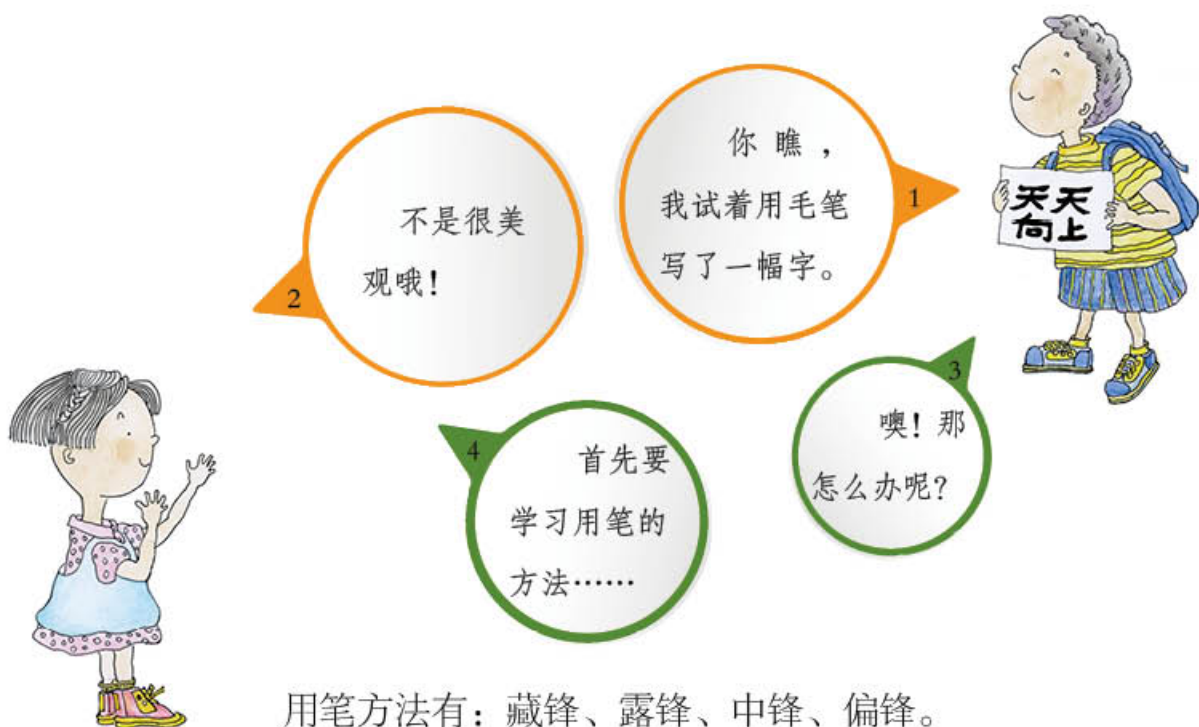 你瞧，
我试着用毛笔
写了一幅字。
1
天天
向上
不是很美
观哦！
2
3
噢！那
怎么办呢？
4
首先要
学习用笔的
方法……
用笔方法有：藏锋、露锋、中锋、偏锋。